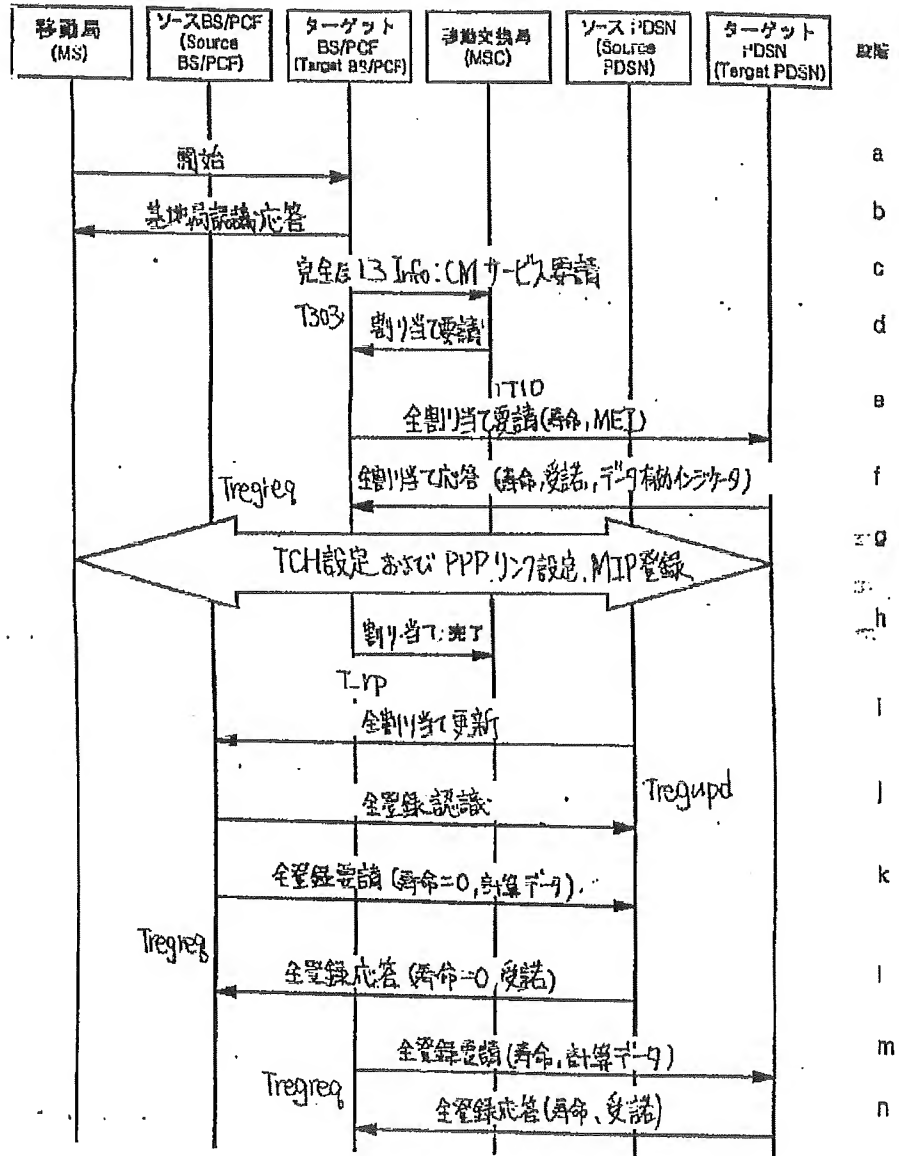 移動局
(MS)
ソースBS/PCF
(Source
BS/PCF)
ターゲット
BS/PCF
(Target BS/PCF)
移動交換局
(MSC)
ソースPDSN
(Source
PDSN)
ターゲット
PDSN
(Target PDSN)
段階
開始
a
基地局認識応答
b
完全な L3 Info:CMサービス要請
c
T303
割り当て要請
d
T10
全割り当て要請(寿命,MEI)
e
全割り当て応答 (寿命,受諾,データ有効インジケータ)
f
Tregreq
TCH設定 および PPPリンク設定、MIP登録
g
割り当て完了
h
T_rp
全割り当て更新
i
Tregupd
全登録認識
j
全登録要請 (寿命=0,計算データ)
k
Tregreq
全登録応答 (寿命=0,受諾)
l
全登録要請 (寿命,計算データ)
m
Tregreq
全登録応答(寿命、受諾)
n